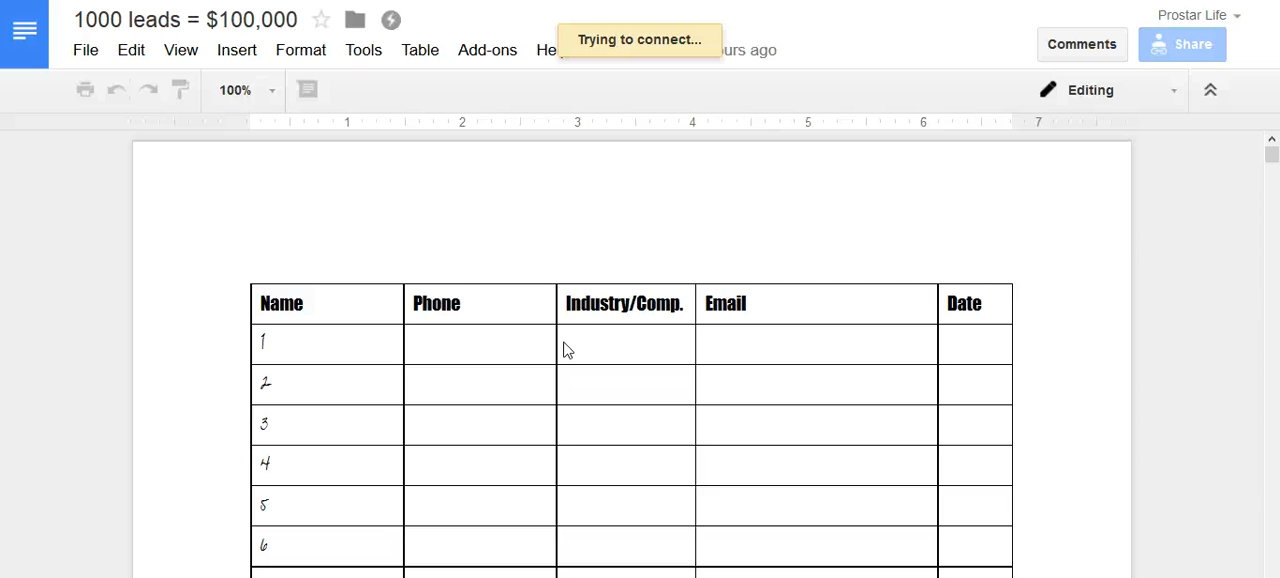 1000 leads = $100,000
Prostar Life
File Edit View Insert Format Tools Table Add-ons He
Trying to connect...
urs ago
Comments
Share
100%
Editing
1 2 3 4 5 6 7
Name Phone Industry/Comp. Email Date
1
2
3
4
5
6